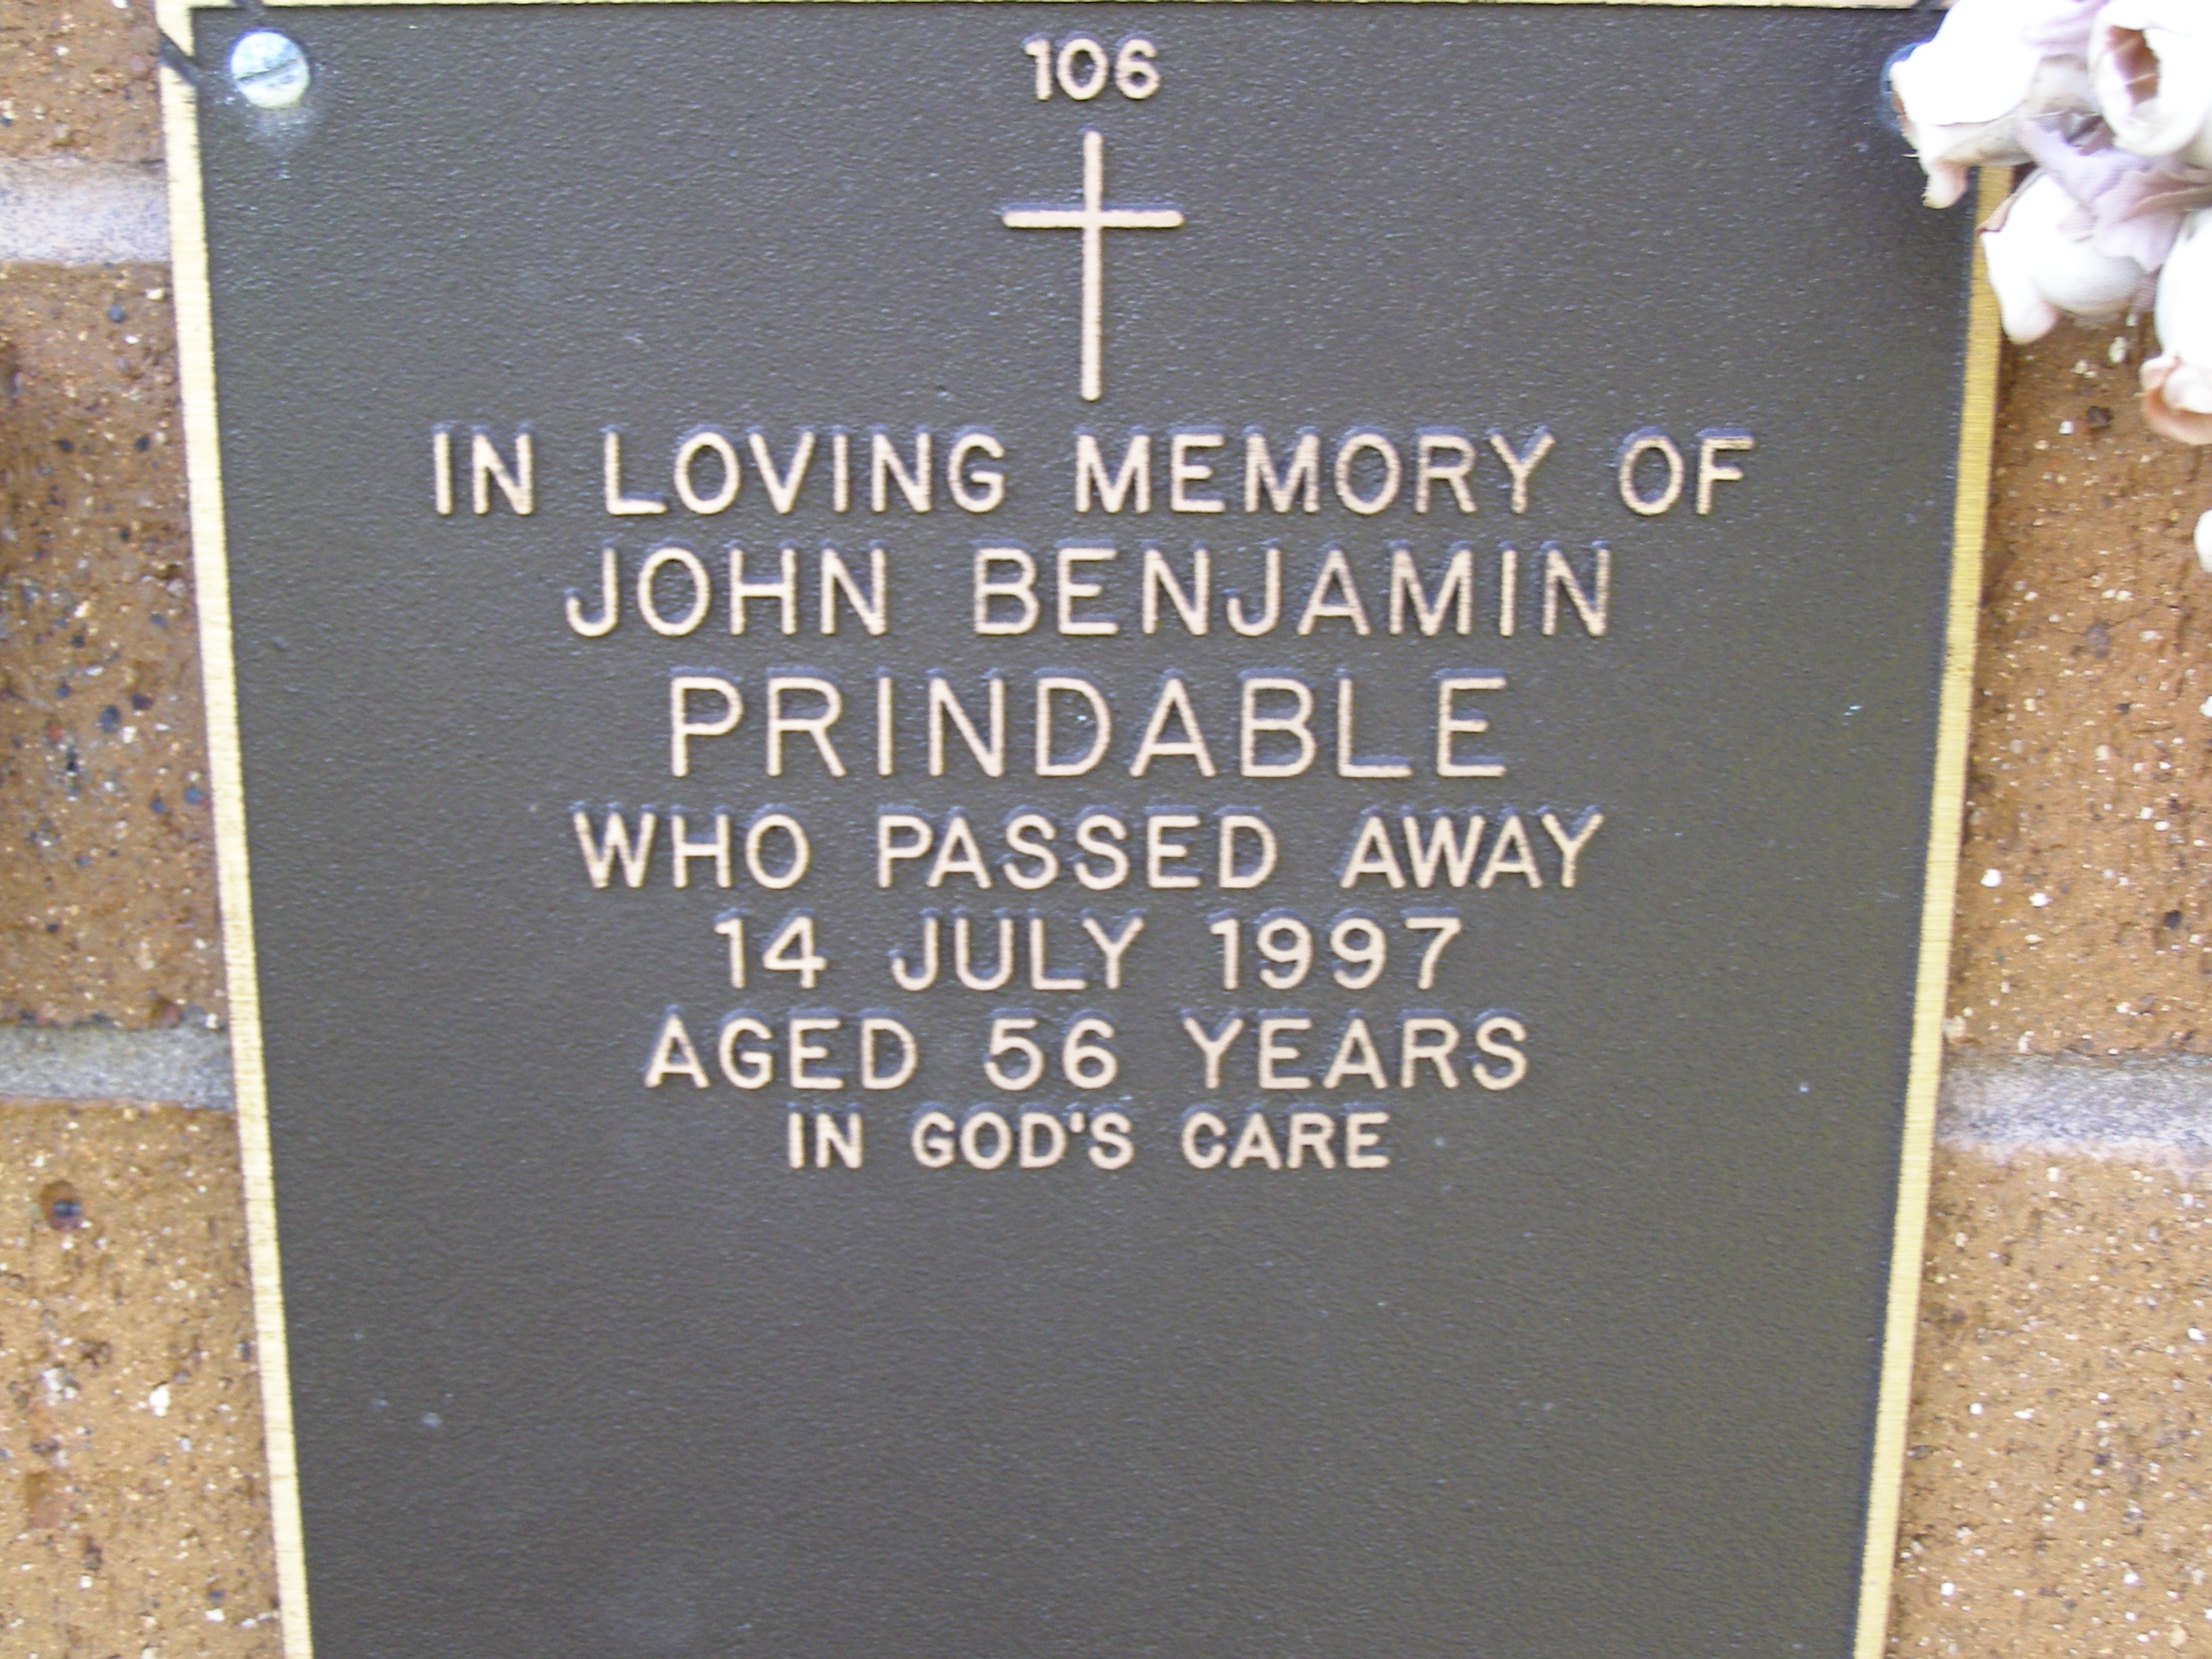 106
IN LOVING MEMORY OF
JOHN BENJAMIN
PRINDABLE
WHO PASSED AWAY
14 JULY 1997
AGED 56 YEARS
IN GOD'S CARE